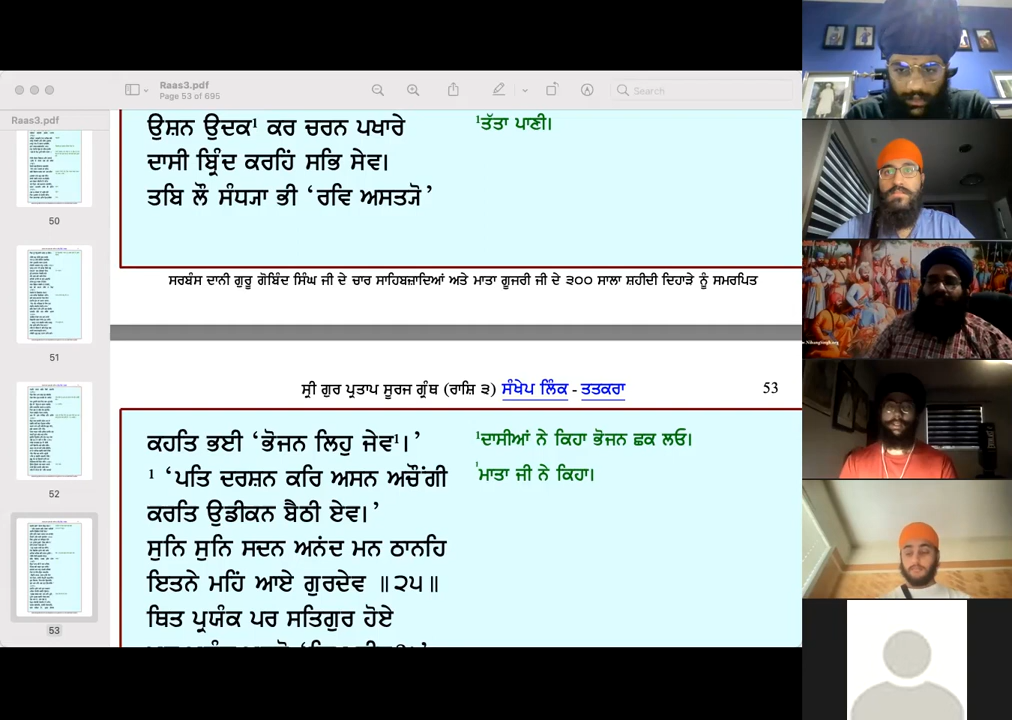 Raas3.pdf
Page 53 of 695
Search
Raas3.pdf
50
51
52
53
ਉਸ਼ਨ ਉਦਕ¹ ਕਰ ਚਰਨ ਪਖਾਰੇ
¹ਤੱਤਾ ਪਾਣੀ।
ਦਾਸੀ ਬ੍ਰਿੰਦ ਕਰਹਿਂ ਸਭਿ ਸੇਵ।
ਤਬਿ ਲੌ ਸੰਧ੍ਯਾ ਭੀ ‘ਰਵਿ ਅਸਤ੍ਯੋ’
ਸਰਬੰਸ ਦਾਨੀ ਗੁਰੂ ਗੋਬਿੰਦ ਸਿੰਘ ਜੀ ਦੇ ਚਾਰ ਸਾਹਿਬਜ਼ਾਦਿਆਂ ਅਤੇ ਮਾਤਾ ਗੂਜਰੀ ਜੀ ਦੇ ੩੦੦ ਸਾਲਾ ਸ਼ਹੀਦੀ ਦਿਹਾੜੇ ਨੂੰ ਸਮਰਪਿਤ
ਸ੍ਰੀ ਗੁਰ ਪ੍ਰਤਾਪ ਸੂਰਜ ਗ੍ਰੰਥ (ਰਾਸ਼ਿ ੩) ਸੰਖੇਪ ਲਿੰਕ - ਤਤਕਰਾ 53
ਕਹਤਿ ਭਈ ‘ਭੋਜਨ ਲਿਹੁ ਜੇਵ¹।’
¹ਦਾਸੀਆਂ ਨੇ ਕਿਹਾ ਭੋਜਨ ਛਕ ਲਓ।
¹ ‘ਪਤਿ ਦਰਸ਼ਨ ਕਰਿ ਅਸਨ ਅਚੌਂਗੀ
¹ਮਾਤਾ ਜੀ ਨੇ ਕਿਹਾ।
ਕਰਤਿ ਉਡੀਕਨ ਬੈਠੀ ਏਵ।’
ਸੁਨਿ ਸੁਨਿ ਸਦਨ ਅਨੰਦ ਮਨ ਠਾਨਹਿ
ਇਤਨੇ ਮਹਿਂ ਆਏ ਗੁਰਦੇਵ ॥੨੫॥
ਥਿਤ ਪ੍ਰਯੰਕ ਪਰ ਸਤਿਗੁਰ ਹੋਏ